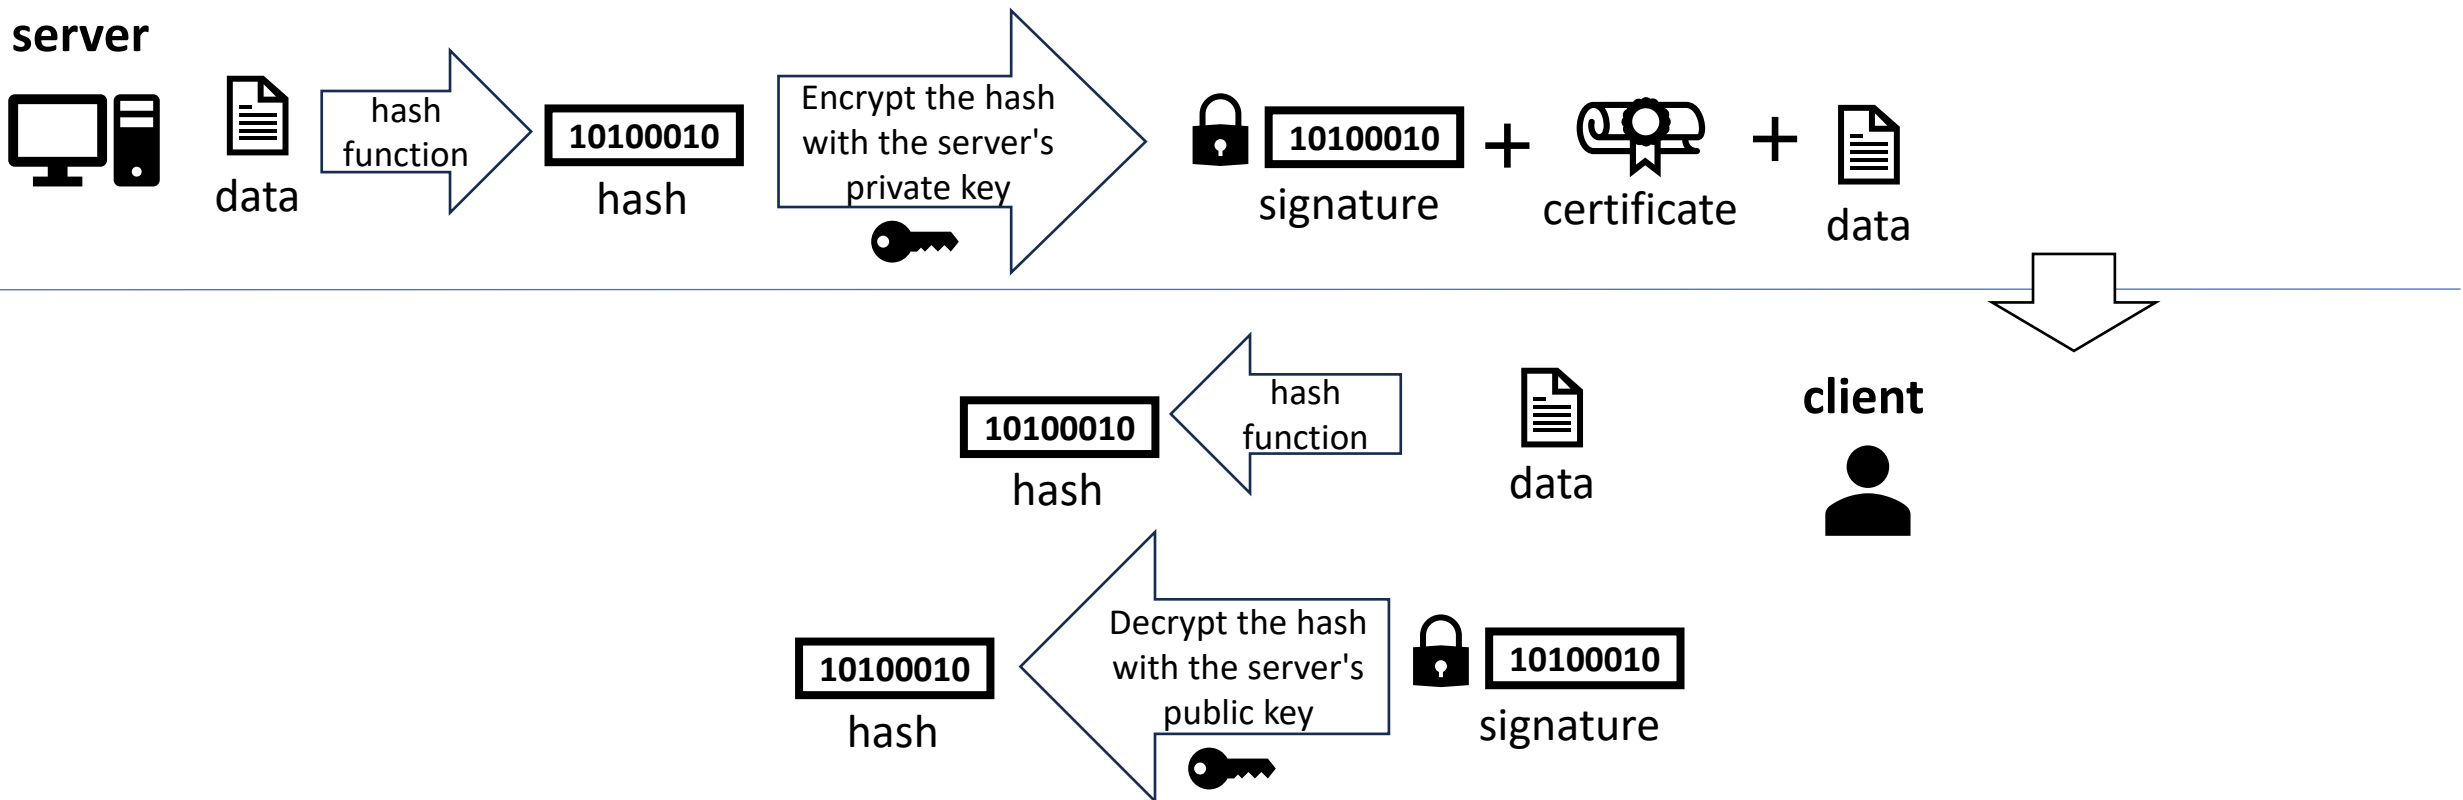 server
data
hash
function
10100010
hash
Encrypt the hash
with the server's
private key
10100010
signature
+
certificate
+
data
client
data
hash
function
10100010
hash
10100010
signature
Decrypt the hash
with the server's
public key
10100010
hash